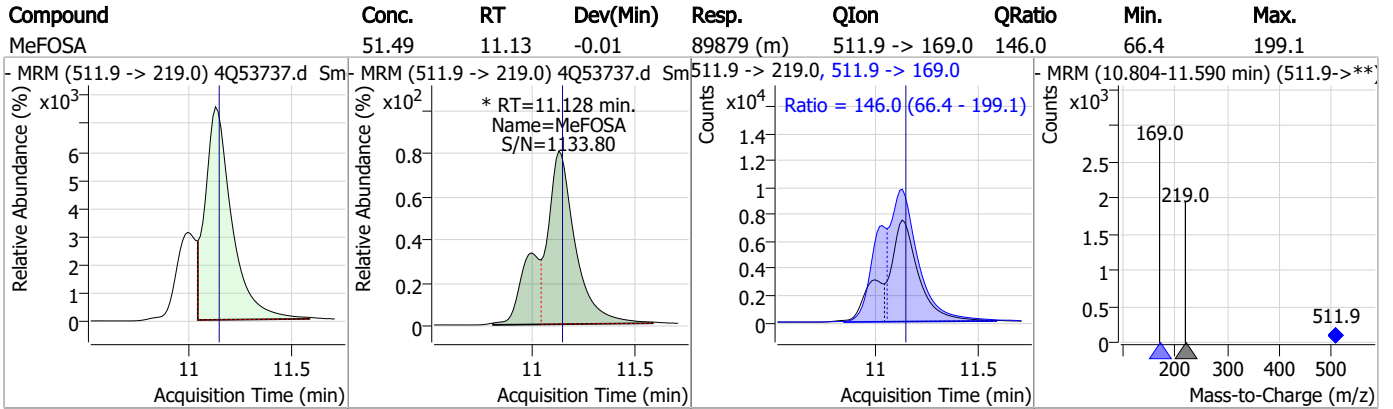 Compound Conc. RT Dev(Min) Resp. QIon QRatio Min. Max.
MeFOSA 51.49 11.13 -0.01 89879 (m) 511.9 -> 169.0 146.0 66.4 199.1
- MRM (511.9 -> 219.0) 4Q53737.d Sm
x10³
Relative Abundance (%)
6
5
4
3
2
1
0
11 11.5
Acquisition Time (min)
- MRM (511.9 -> 219.0) 4Q53737.d Sm
x10²
* RT=11.128 min.
Name=MeFOSA
S/N=1133.80
Relative Abundance (%)
0.8
0.6
0.4
0.2
0
11 11.5
Acquisition Time (min)
511.9 -> 219.0, 511.9 -> 169.0
x10⁴
Ratio = 146.0 (66.4 - 199.1)
Counts
1.4
1.2
1
0.8
0.6
0.4
0.2
0
11 11.5
Acquisition Time (min)
- MRM (10.804-11.590 min) (511.9->**)
x10³
Counts
169.0
219.0
511.9
2.5
2
1.5
1
0.5
0
200 300 400 500
Mass-to-Charge (m/z)